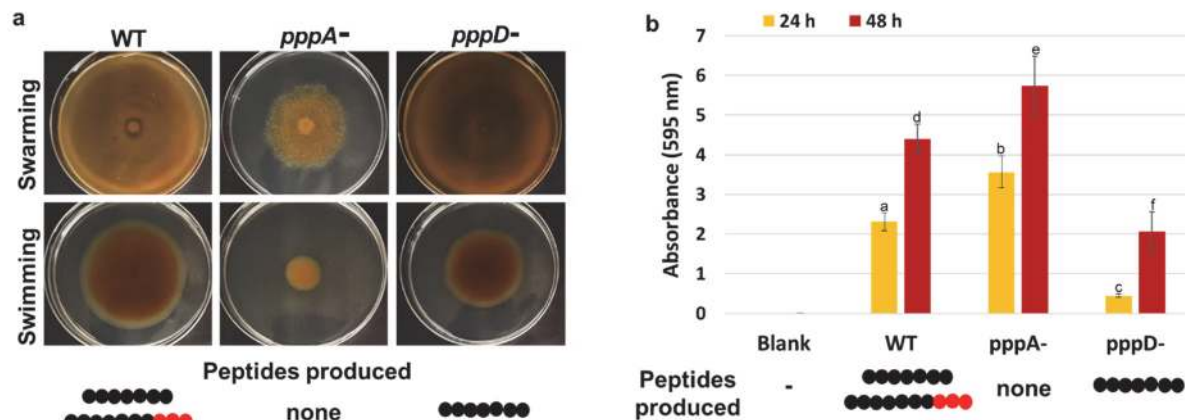 a
WT pppA- pppD-
Swarming
Swimming
Peptides produced
none
b
24 h 48 h
7
6
5
4
3
2
1
0
Absorbance (595 nm)
a
d
b
e
c
f
Blank WT pppA- pppD-
Peptides
produced
- none